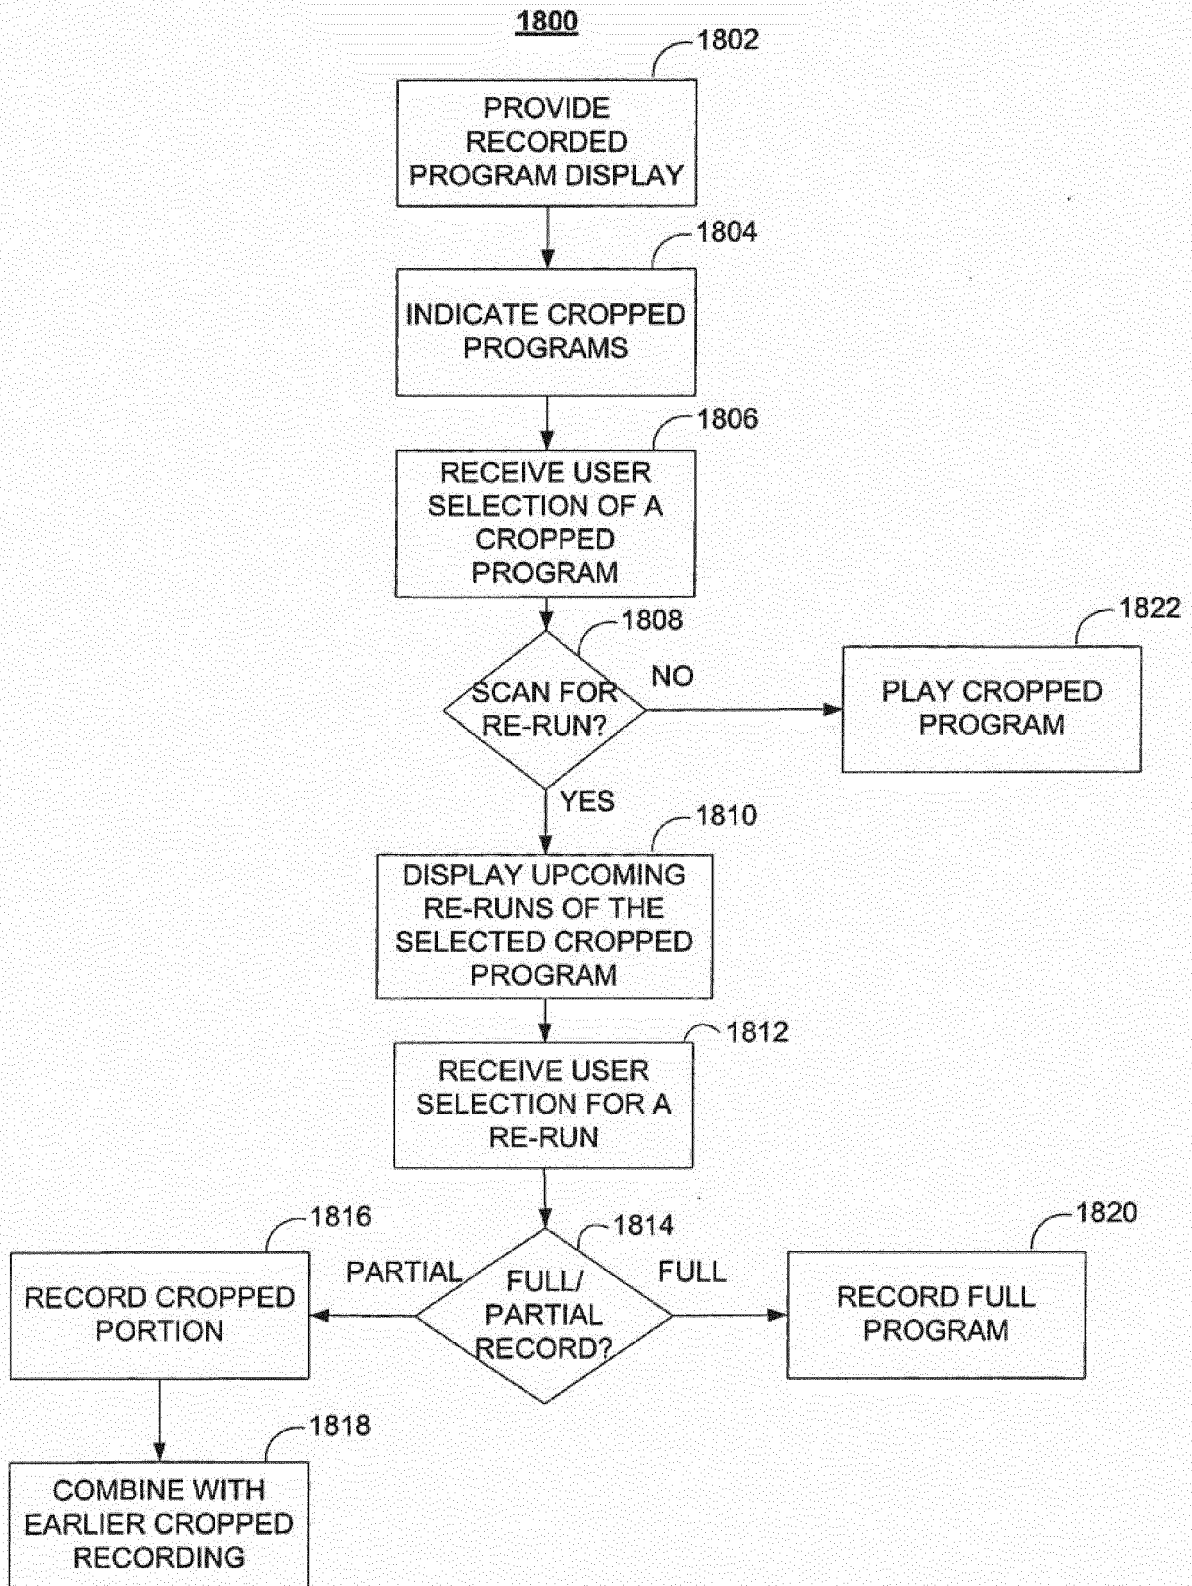 1800
1802
PROVIDE
RECORDED
PROGRAM DISPLAY
1804
INDICATE CROPPED
PROGRAMS
1806
RECEIVE USER
SELECTION OF A
CROPPED
PROGRAM
1808
SCAN FOR
RE-RUN?
NO
1822
PLAY CROPPED
PROGRAM
YES
1810
DISPLAY UPCOMING
RE-RUNS OF THE
SELECTED CROPPED
PROGRAM
1812
RECEIVE USER
SELECTION FOR A
RE-RUN
1814
FULL/
PARTIAL
RECORD?
PARTIAL
1816
RECORD CROPPED
PORTION
FULL
1820
RECORD FULL
PROGRAM
1818
COMBINE WITH
EARLIER CROPPED
RECORDING